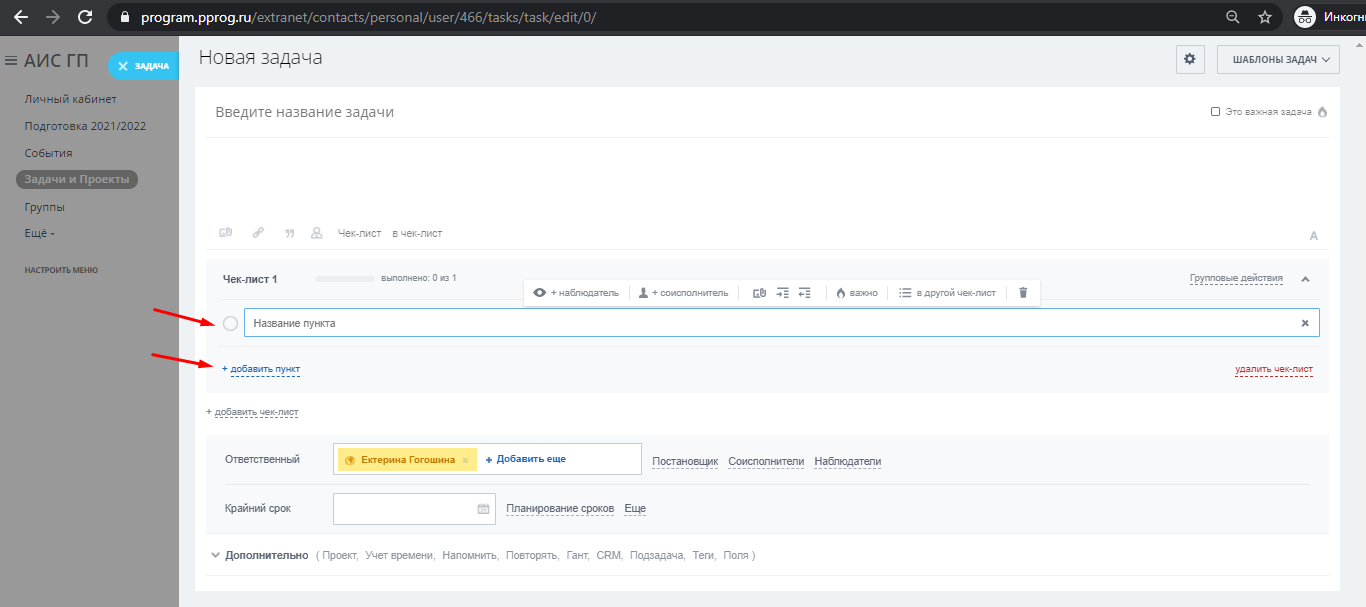 program.pprog.ru/extranet/contacts/personal/user/466/tasks/task/edit/0/
АИС ГП
ЗАДАЧА
Личный кабинет
Подготовка 2021/2022
События
Задачи и Проекты
Группы
Ещё
НАСТРОИТЬ МЕНЮ
Новая задача
ШАБЛОНЫ ЗАДАЧ
Введите название задачи
Это важная задача
Чек-лист в чек-лист
A
Чек-лист 1 выполнено: 0 из 1 Групповые действия
+ наблюдатель + соисполнитель важно в другой чек-лист
Название пункта
+ добавить пункт удалить чек-лист
+ добавить чек-лист
Ответственный Ектерина Гогошина + Добавить еще Постановщик Соисполнители Наблюдатели
Крайний срок Планирование сроков Еще
Дополнительно ( Проект, Учет времени, Напомнить, Повторять, Гант, CRM, Подзадача, Теги, Поля )